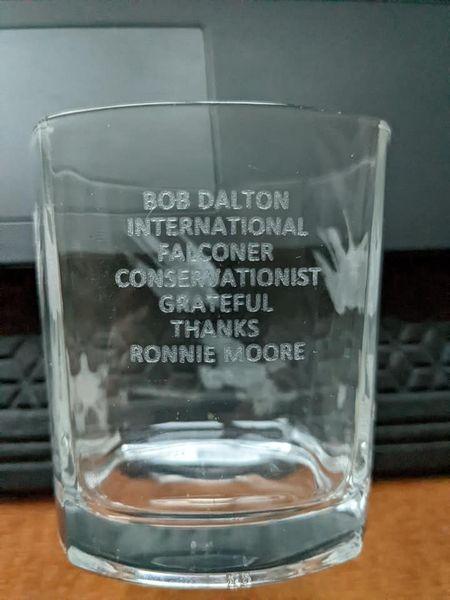 BOB DALTON
INTERNATIONAL
FALCONER
CONSERVATIONIST
GRATEFUL
THANKS
RONNIE MOORE